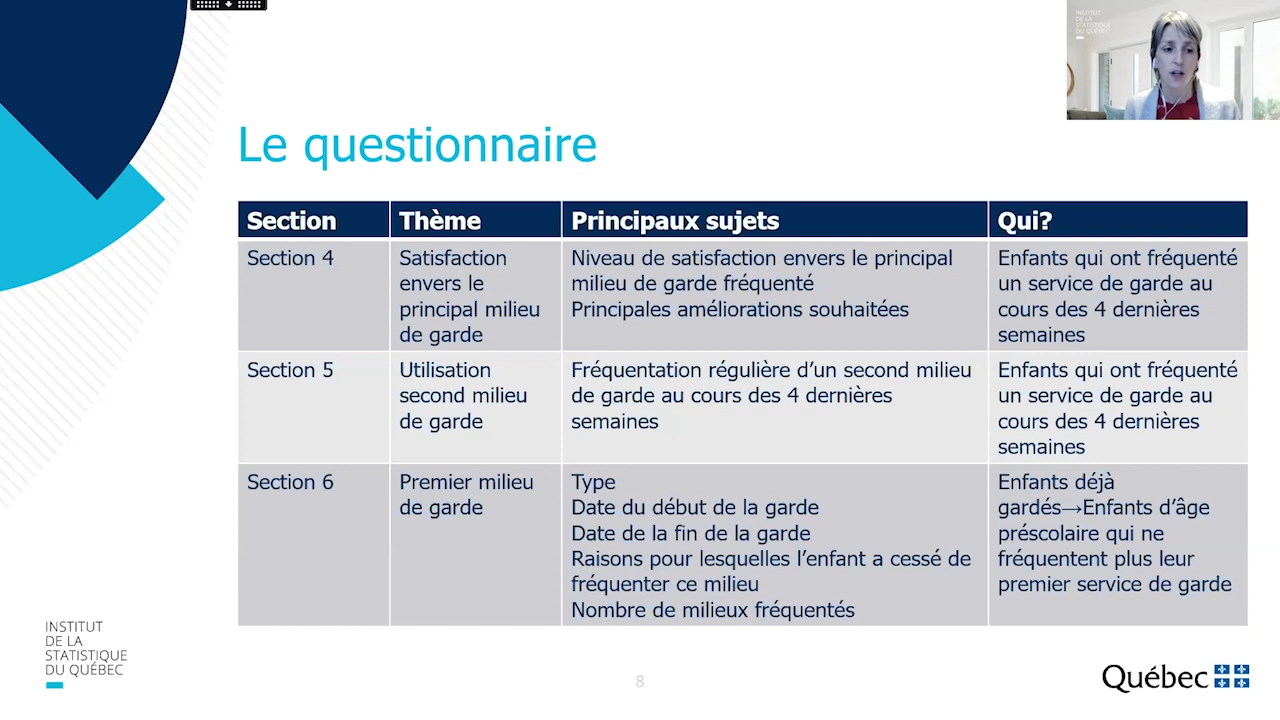 INSTITUT
DE LA
STATISTIQUE
DU QUÉBEC
Le questionnaire
Section
Thème
Principaux sujets
Qui?
Section 4
Satisfaction
envers le
principal milieu
de garde
Niveau de satisfaction envers le principal
milieu de garde fréquenté
Principales améliorations souhaitées
Enfants qui ont fréquenté
un service de garde au
cours des 4 dernières
semaines
Section 5
Utilisation
second milieu
de garde
Fréquentation régulière d’un second milieu
de garde au cours des 4 dernières
semaines
Enfants qui ont fréquenté
un service de garde au
cours des 4 dernières
semaines
Section 6
Premier milieu
de garde
Type
Date du début de la garde
Date de la fin de la garde
Raisons pour lesquelles l’enfant a cessé de
fréquenter ce milieu
Nombre de milieux fréquentés
Enfants déjà
gardés→Enfants d’âge
préscolaire qui ne
fréquentent plus leur
premier service de garde
INSTITUT
DE LA
STATISTIQUE
DU QUÉBEC
8
Québec